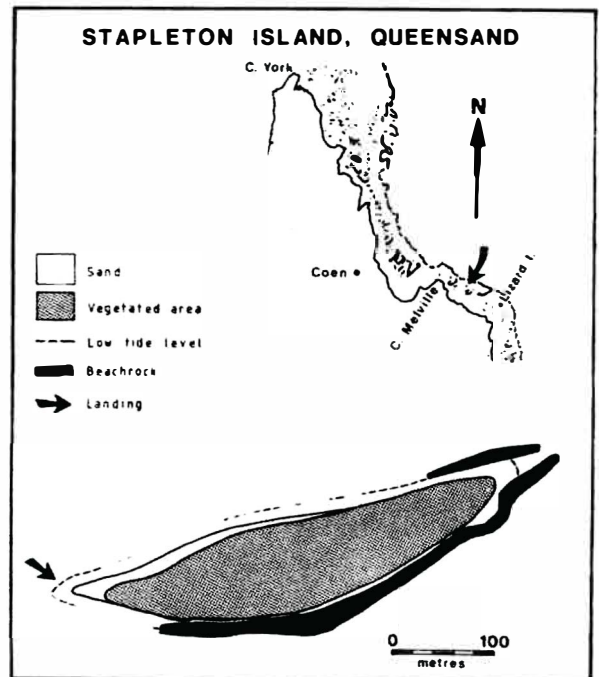 STAPLETON ISLAND, QUEENSAND
C. York
N
Coen
C. Melville
Lizard I.
Sand
Vegetated area
Low tide level
Beachrock
Landing
0 100
metres